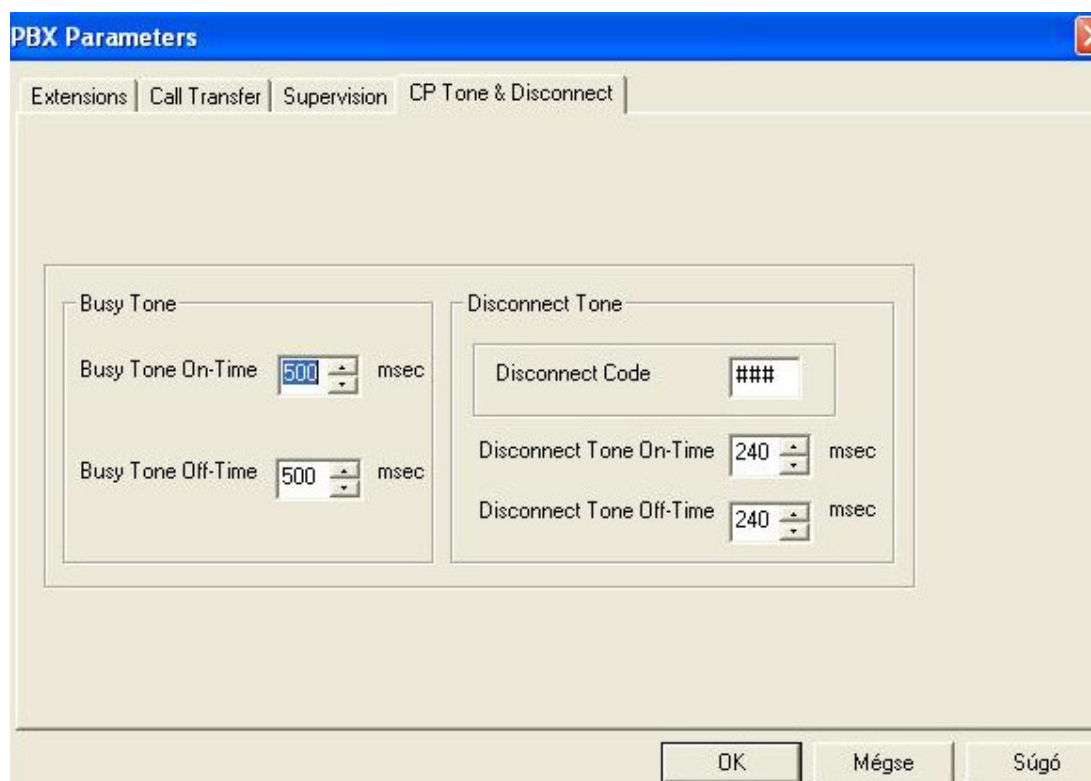 PBX Parameters
Extensions Call Transfer Supervision CP Tone & Disconnect
Busy Tone
Busy Tone On-Time 500 msec
Busy Tone Off-Time 500 msec
Disconnect Tone
Disconnect Code ###
Disconnect Tone On-Time 240 msec
Disconnect Tone Off-Time 240 msec
OK Mégse Súgó